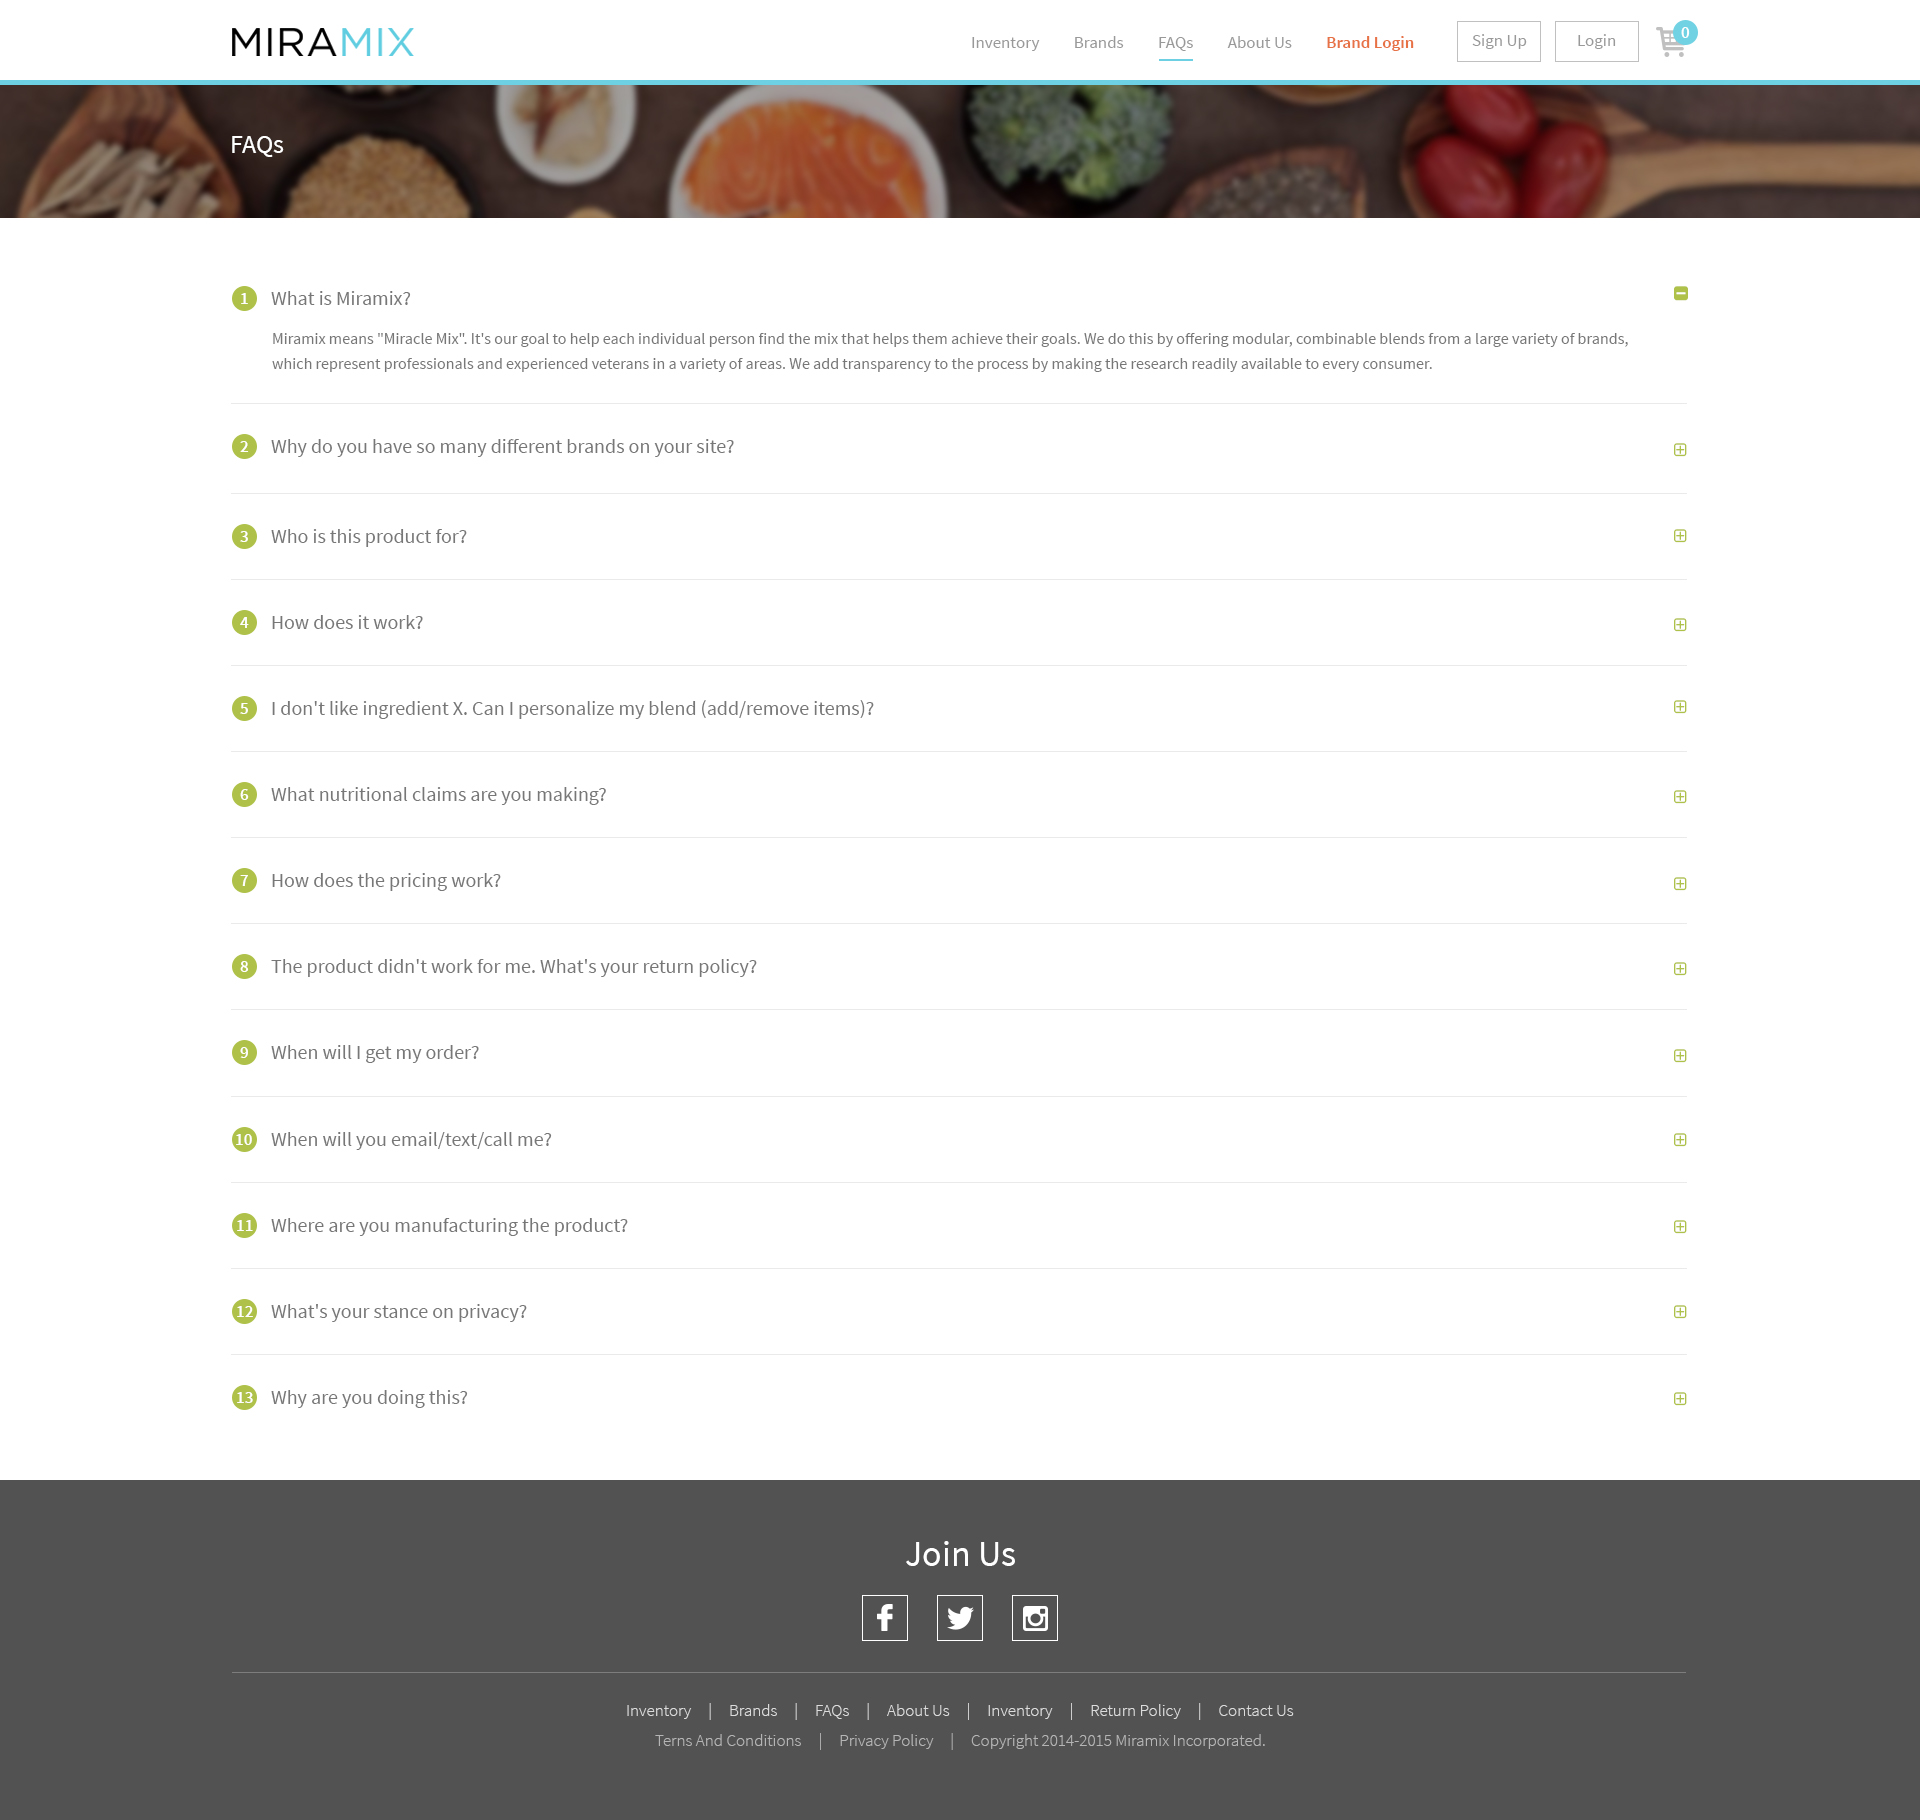 MIRAMIX
Inventory Brands FAQs About Us Brand Login Sign Up Login 0
FAQs
1 What is Miramix?
Miramix means "Miracle Mix". It's our goal to help each individual person find the mix that helps them achieve their goals. We do this by offering modular, combinable blends from a large variety of brands,
which represent professionals and experienced veterans in a variety of areas. We add transparency to the process by making the research readily available to every consumer.
2 Why do you have so many different brands on your site?
3 Who is this product for?
4 How does it work?
5 I don't like ingredient X. Can I personalize my blend (add/remove items)?
6 What nutritional claims are you making?
7 How does the pricing work?
8 The product didn't work for me. What's your return policy?
9 When will I get my order?
10 When will you email/text/call me?
11 Where are you manufacturing the product?
12 What's your stance on privacy?
13 Why are you doing this?
Join Us
Inventory | Brands | FAQs | About Us | Inventory | Return Policy | Contact Us
Terns And Conditions | Privacy Policy | Copyright 2014-2015 Miramix Incorporated.